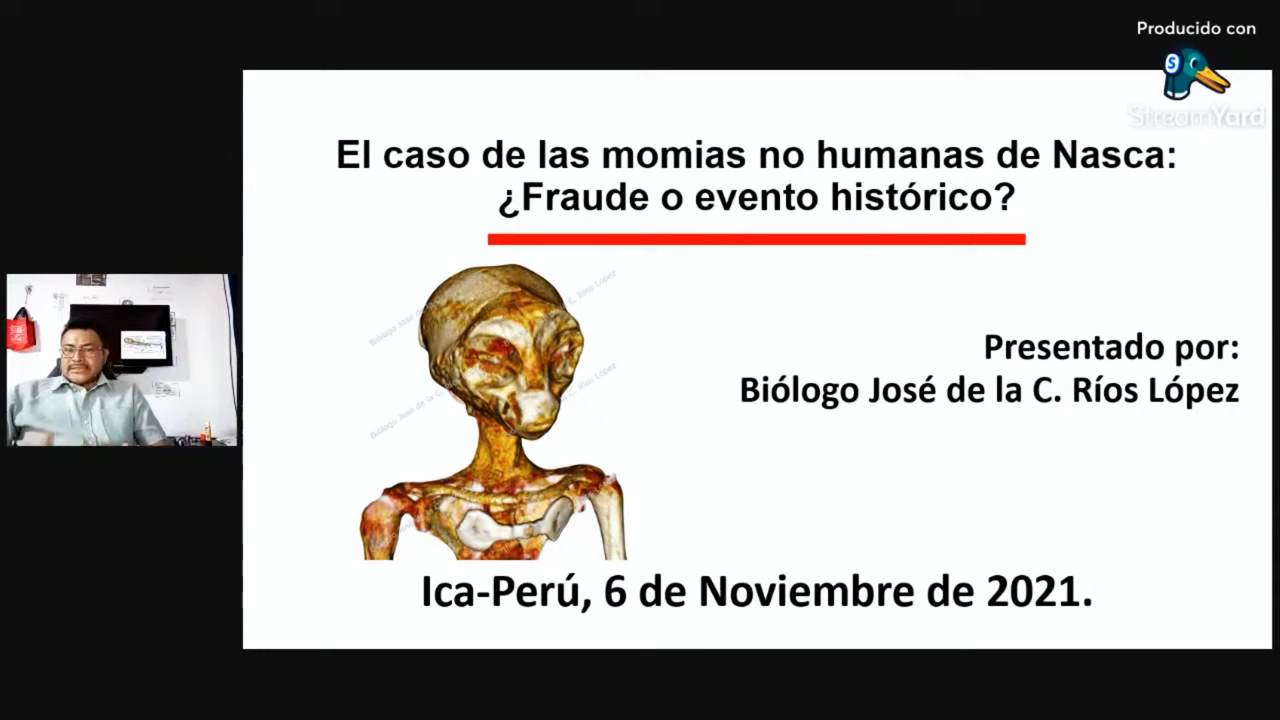 Producido con
StreamYard
El caso de las momias no humanas de Nasca:
¿Fraude o evento histórico?
Presentado por:
Biólogo José de la C. Ríos López
Ica-Perú, 6 de Noviembre de 2021.